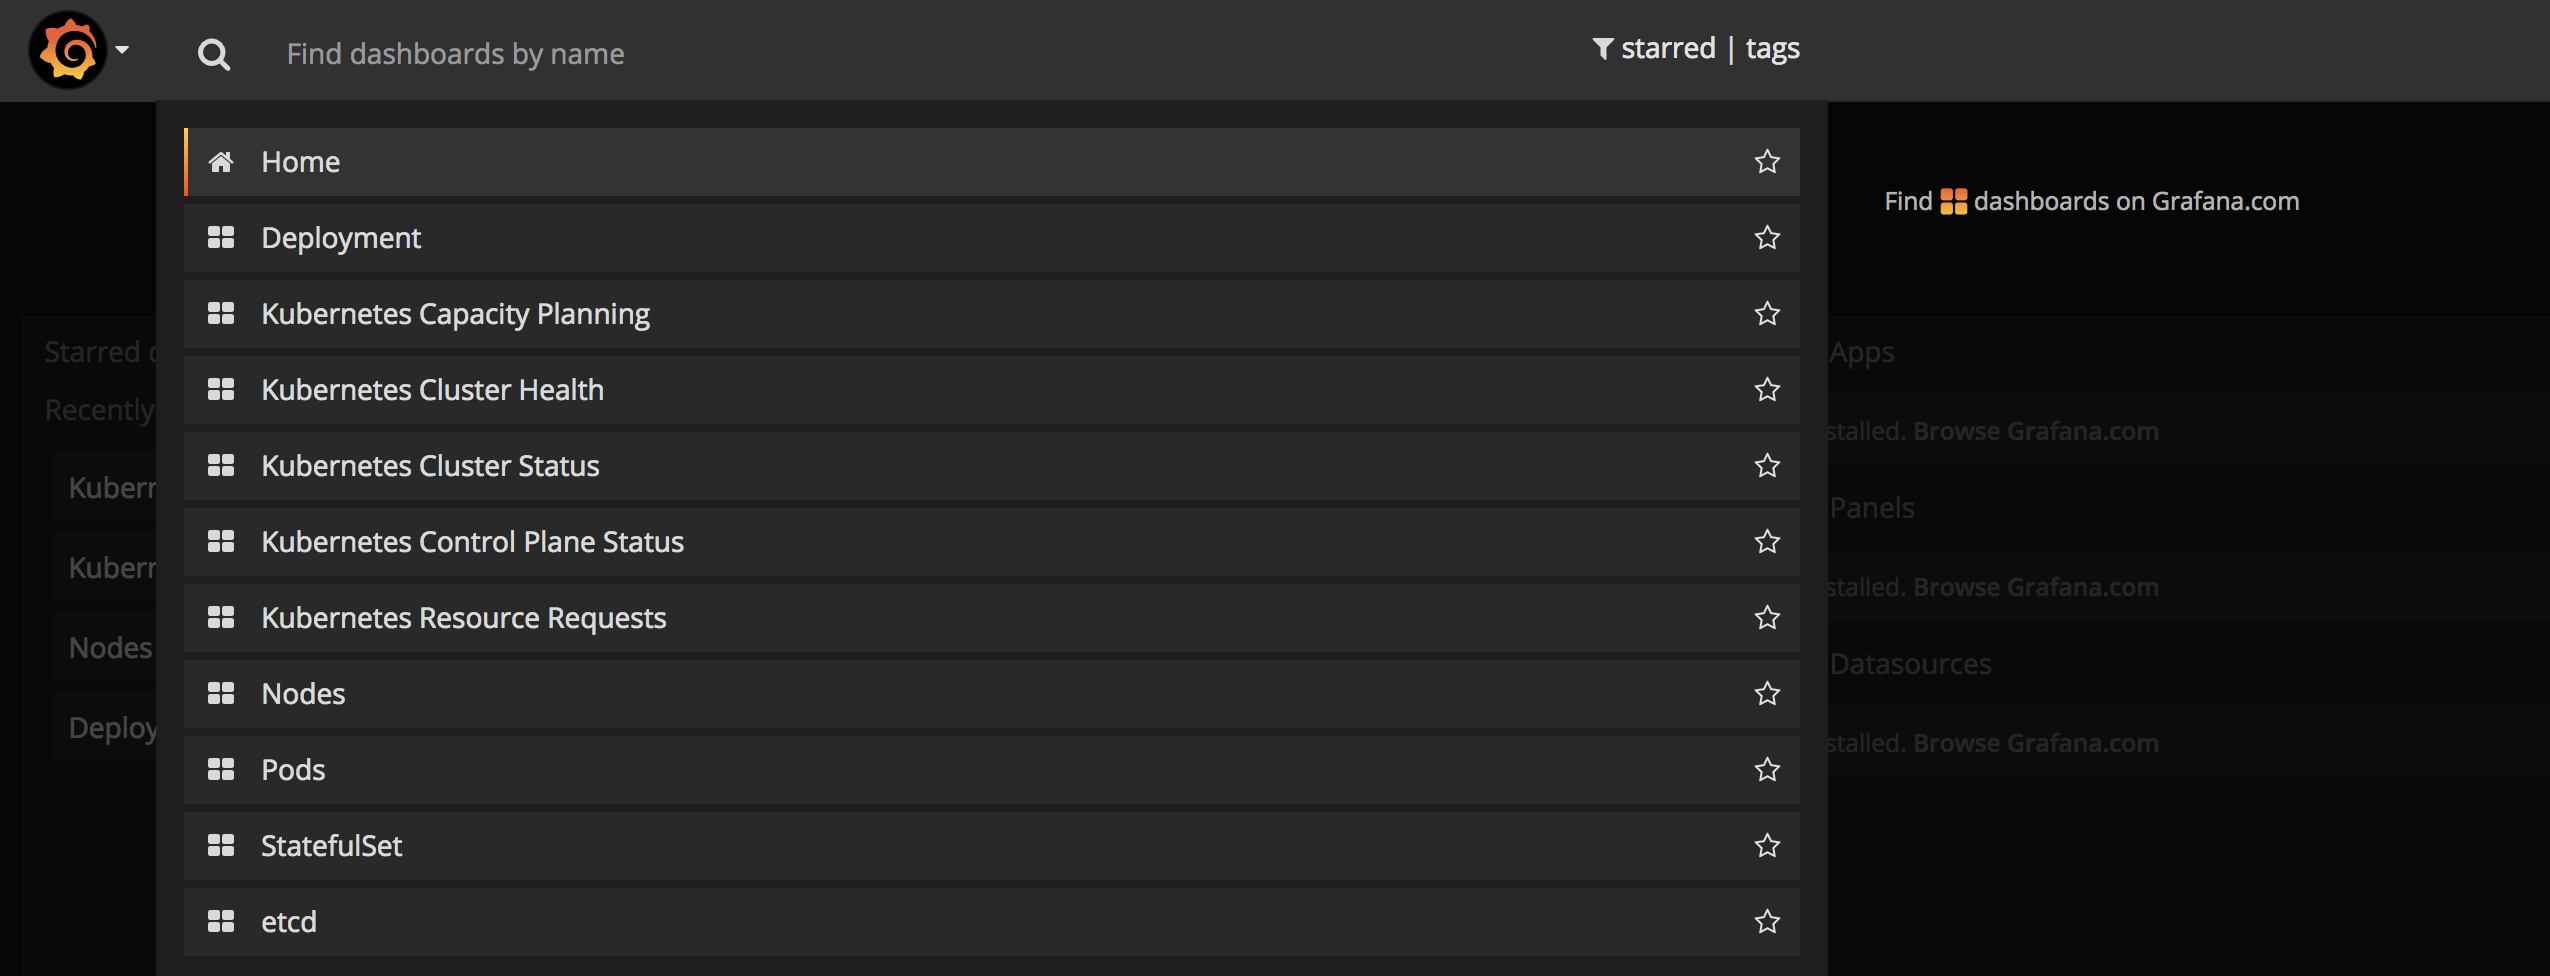 Find dashboards by name
starred | tags
Home
Deployment
Kubernetes Capacity Planning
Kubernetes Cluster Health
Kubernetes Cluster Status
Kubernetes Control Plane Status
Kubernetes Resource Requests
Nodes
Pods
StatefulSet
etcd
Find dashboards on Grafana.com
Starred
Recently
Kubern
Kubern
Nodes
Deploy
Apps
stalled. Browse Grafana.com
Panels
stalled. Browse Grafana.com
Datasources
stalled. Browse Grafana.com